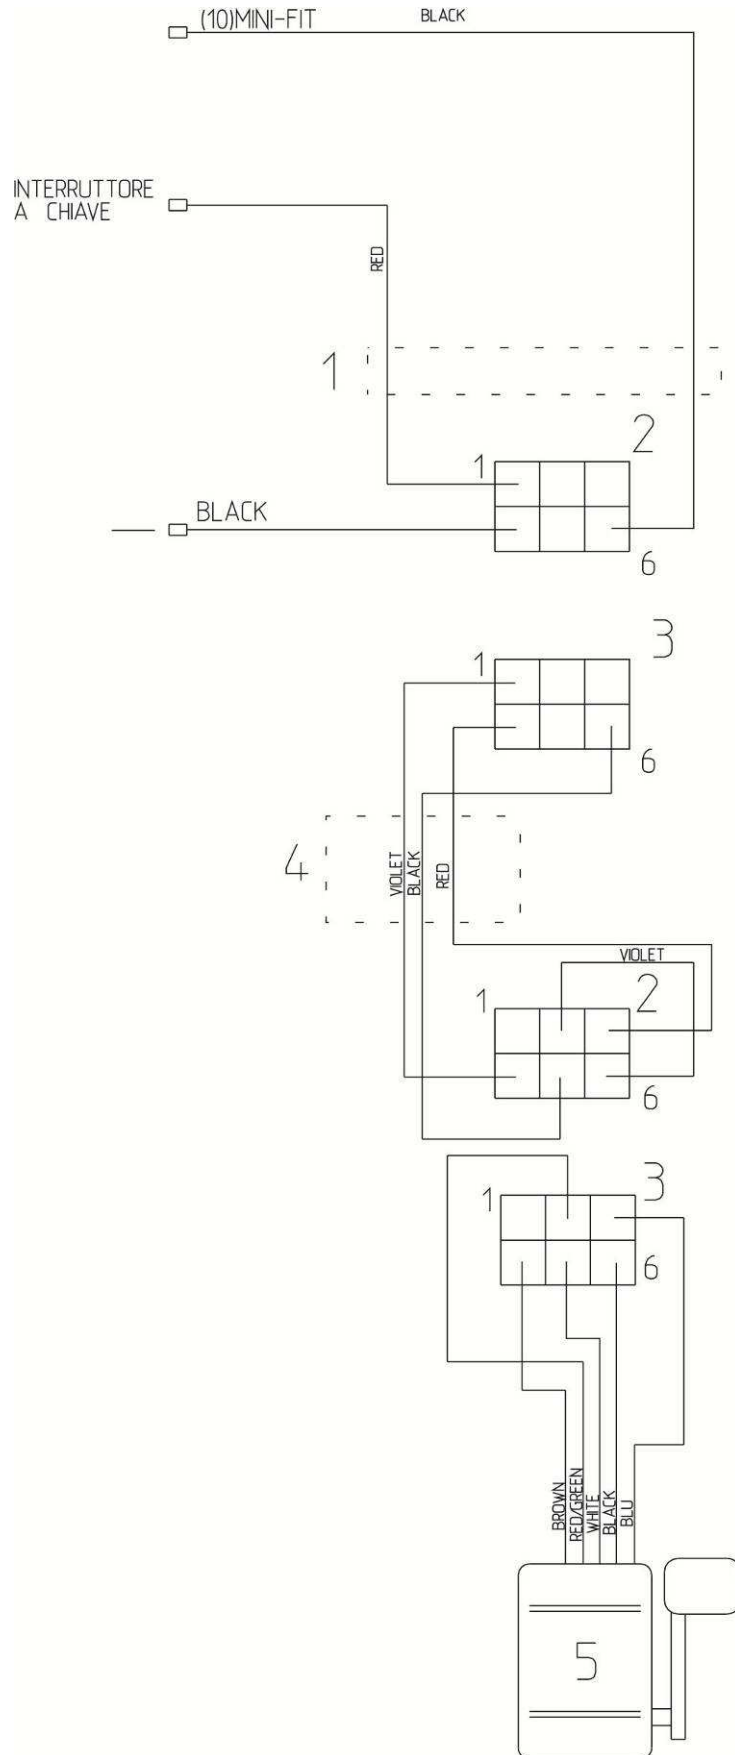 (10)MINI-FIT
BLACK
INTERRUTTORE
A CHIAVE
RED
1
2
1
BLACK
6
3
1
6
4
VIOLET
BLACK
RED
VIOLET
2
1
6
3
1
6
BROWN
RED/GREEN
WHITE
BLACK
BLU
5